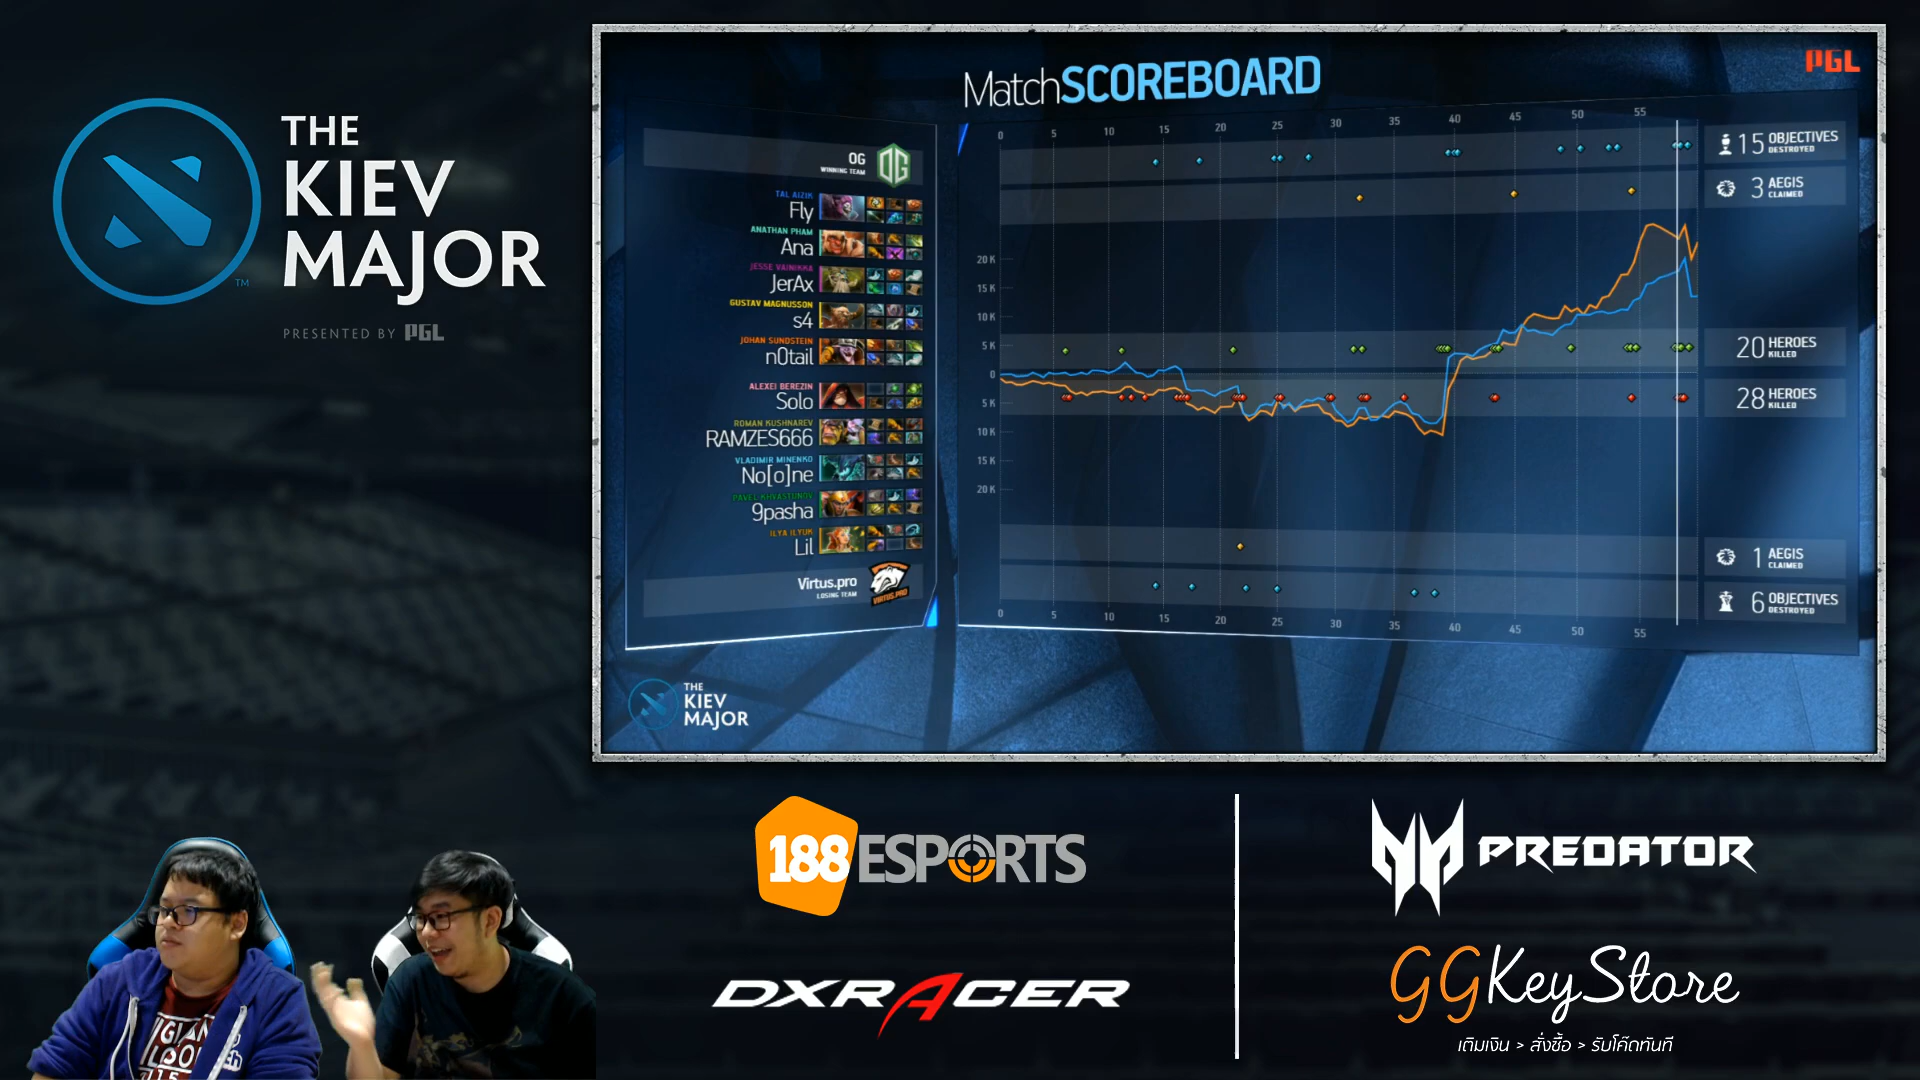 THE
KIEV
MAJOR
TM
PRESENTED BY PGL
PGL
MatchSCOREBOARD
OG
WINNING TEAM
TAL AIZIK
Fly
ANATHAN PHAM
Ana
JESSE VAINIKKA
JerAx
GUSTAV MAGNUSSON
s4
JOHAN SUNDSTEIN
n0tail
ALEXEI BEREZIN
Solo
ROMAN KUSHNAREV
RAMZES666
VLADIMIR MINENKO
No[o]ne
PAVEL KHVASTUNOV
9pasha
ILYA ILYUK
Lil
Virtus.pro
LOSING TEAM
VIRTUS.PRO
0 5 10 15 20 25 30 35 40 45 50 55
20 K
15 K
10 K
5 K
0
5 K
10 K
15 K
20 K
0 5 10 15 20 25 30 35 40 45 50 55
15 OBJECTIVES
DESTROYED
3 AEGIS
CLAIMED
20 HEROES
KILLED
28 HEROES
KILLED
1 AEGIS
CLAIMED
6 OBJECTIVES
DESTROYED
THE
KIEV
MAJOR
188ESPORTS
PREDATOR
DXRACER
GGKeyStore
เติมเงิน > สั่งซื้อ > รับโค๊ดทันที